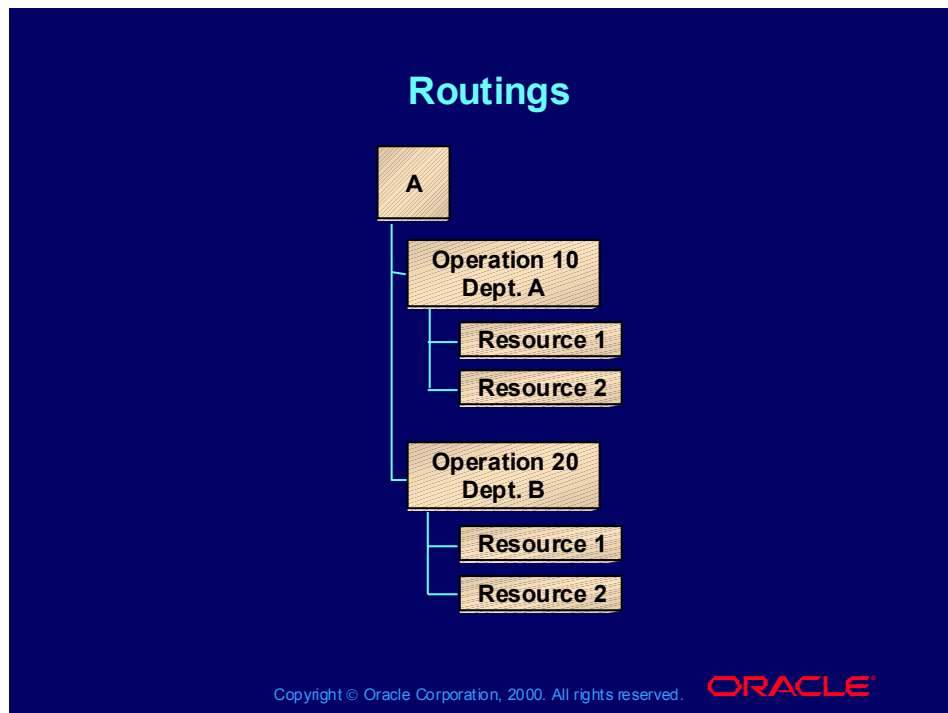 Routings
A
Operation 10
Dept. A
Resource 1
Resource 2
Operation 20
Dept. B
Resource 1
Resource 2
Copyright © Oracle Corporation, 2000. All rights reserved.
ORACLE®